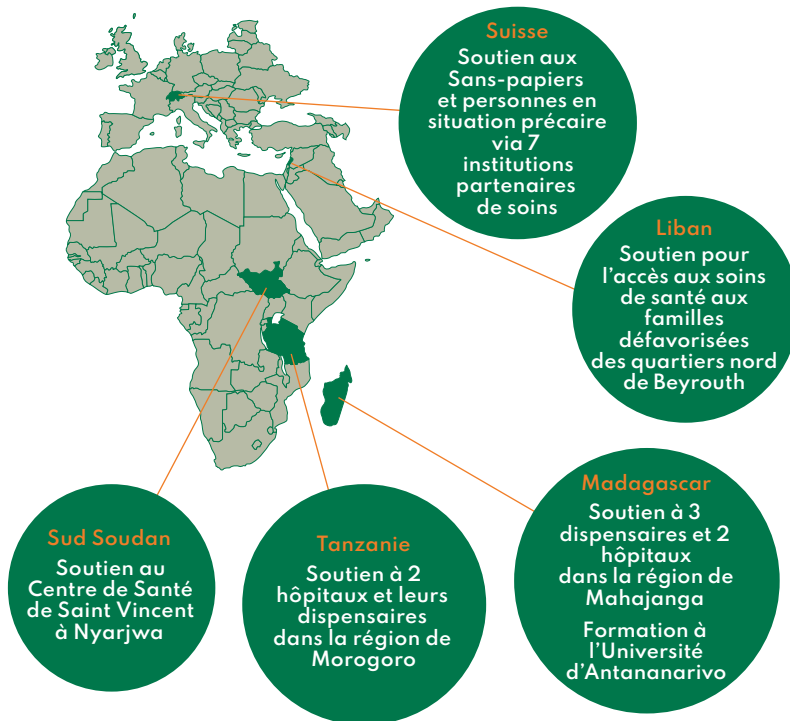 Suisse
Soutien aux
Sans-papiers
et personnes en
situation précaire
via 7
institutions
partenaires
de soins
Liban
Soutien pour
l'accès aux soins
de santé aux
familles
défavorisées
des quartiers nord
de Beyrouth
Madagascar
Soutien à 3
dispensaires et 2
hôpitaux
dans la région de
Mahajanga
Formation à
l'Université
d'Antananarivo
Tanzanie
Soutien à 2
hôpitaux et leurs
dispensaires
dans la région de
Morogoro
Sud Soudan
Soutien au
Centre de Santé
de Saint Vincent
à Nyarjwa